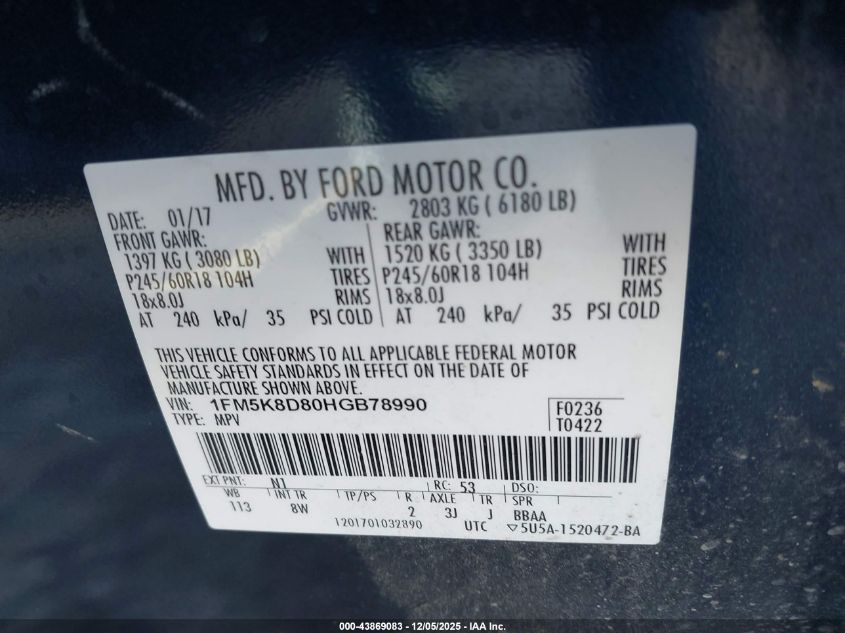 MFD. BY FORD MOTOR CO.
DATE: 01/17 GVWR: 2803 KG ( 6180 LB)
FRONT GAWR: REAR GAWR:
1397 KG ( 3080 LB) WITH 1520 KG ( 3350 LB) WITH
P245/60R18 104H TIRES P245/60R18 104H TIRES
18x8.0J RIMS 18x8.0J RIMS
AT 240 kPa/ 35 PSI COLD AT 240 kPa/ 35 PSI COLD
THIS VEHICLE CONFORMS TO ALL APPLICABLE FEDERAL MOTOR
VEHICLE SAFETY STANDARDS IN EFFECT ON THE DATE OF
MANUFACTURE SHOWN ABOVE.
VIN: 1FM5K8D80HGB78990 F0236
TYPE: MPV T0422
EXT PNT: N1 RC: 53 DSO:
WB INT TR TP/PS R AXLE TR SPR
113 8W 2 3J J BBAA
1201701032890 UTC ▽5U5A-1520472-BA
000-43869083 - 12/05/2025 - IAA Inc.